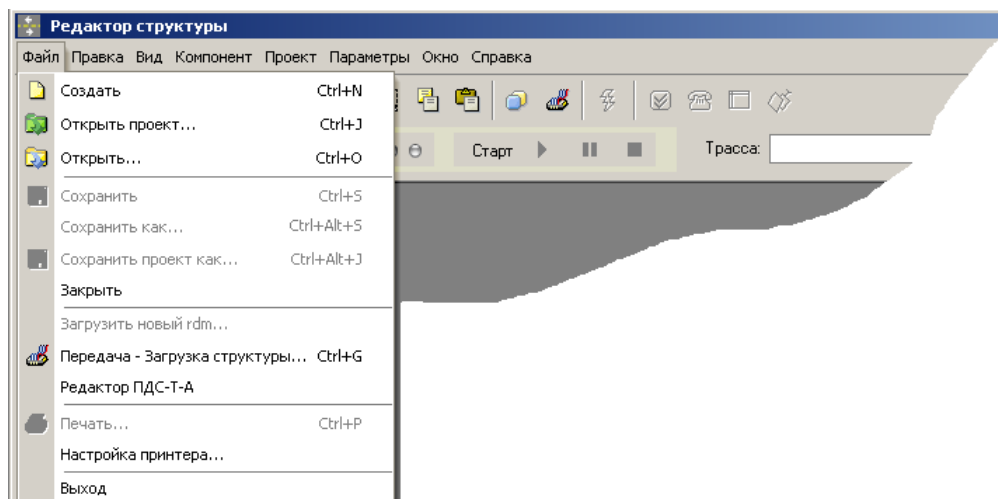 Редактор структуры
Файл Правка Вид Компонент Проект Параметры Окно Справка
Создать Ctrl+N
Открыть проект... Ctrl+J
Открыть... Ctrl+O
Старт Трасса:
Сохранить Ctrl+S
Сохранить как... Ctrl+Alt+S
Сохранить проект как... Ctrl+Alt+J
Закрыть
Загрузить новый rdm...
Передача - Загрузка структуры... Ctrl+G
Редактор ПДС-Т-А
Печать... Ctrl+P
Настройка принтера...
Выход